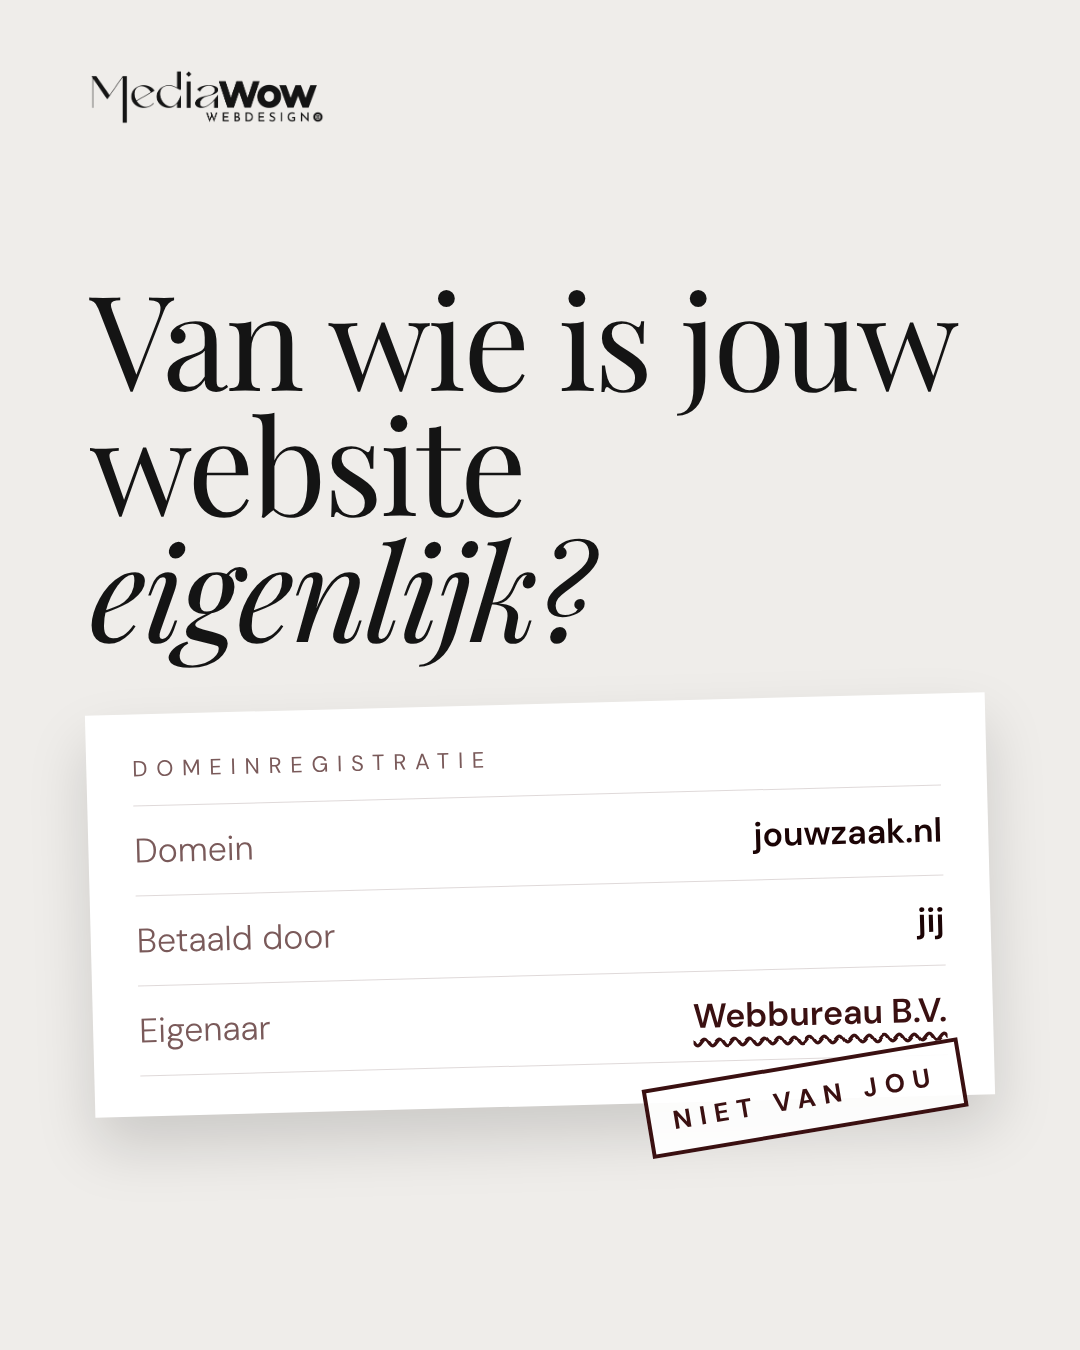 MediaWow
WEBDESIGN
Van wie is jouw
website
eigenlijk?
DOMEINREGISTRATIE
Domein jouwzaak.nl
Betaald door jij
Eigenaar Webbureau B.V.
NIET VAN JOU